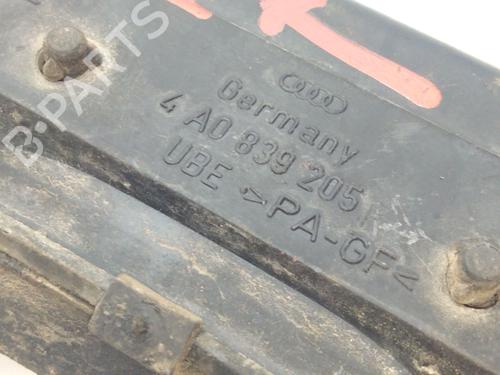 B-PARTS
Germany
4 A0 839 205
UBE >PA-GF<